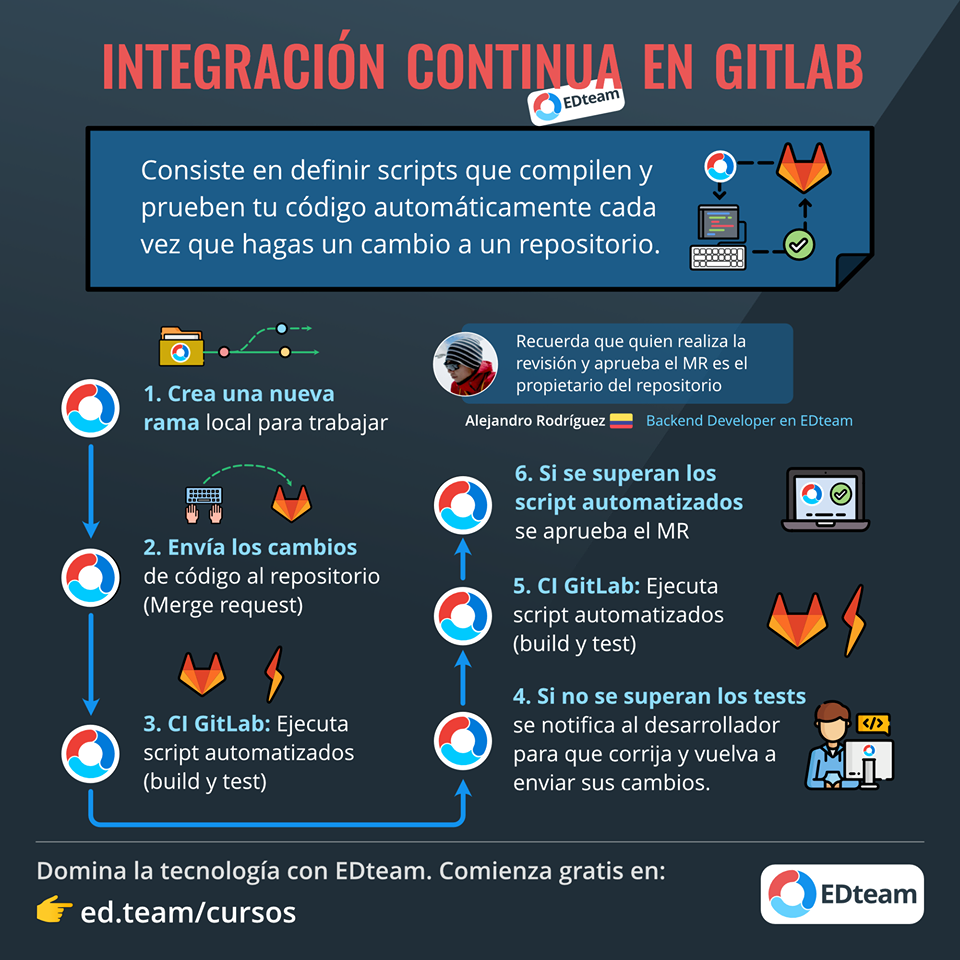 INTEGRACIÓN CONTINUA EN GITLAB
EDteam
Consiste en definir scripts que compilen y
prueben tu código automáticamente cada
vez que hagas un cambio a un repositorio.
Recuerda que quien realiza la
revisión y aprueba el MR es el
propietario del repositorio
Alejandro Rodríguez Backend Developer en EDteam
1. Crea una nueva
rama local para trabajar
2. Envía los cambios
de código al repositorio
(Merge request)
3. CI GitLab: Ejecuta
script automatizados
(build y test)
4. Si no se superan los tests
se notifica al desarrollador
para que corrija y vuelva a
enviar sus cambios.
</>
5. CI GitLab: Ejecuta
script automatizados
(build y test)
6. Si se superan los
script automatizados
se aprueba el MR
Domina la tecnología con EDteam. Comienza gratis en:
ed.team/cursos
EDteam